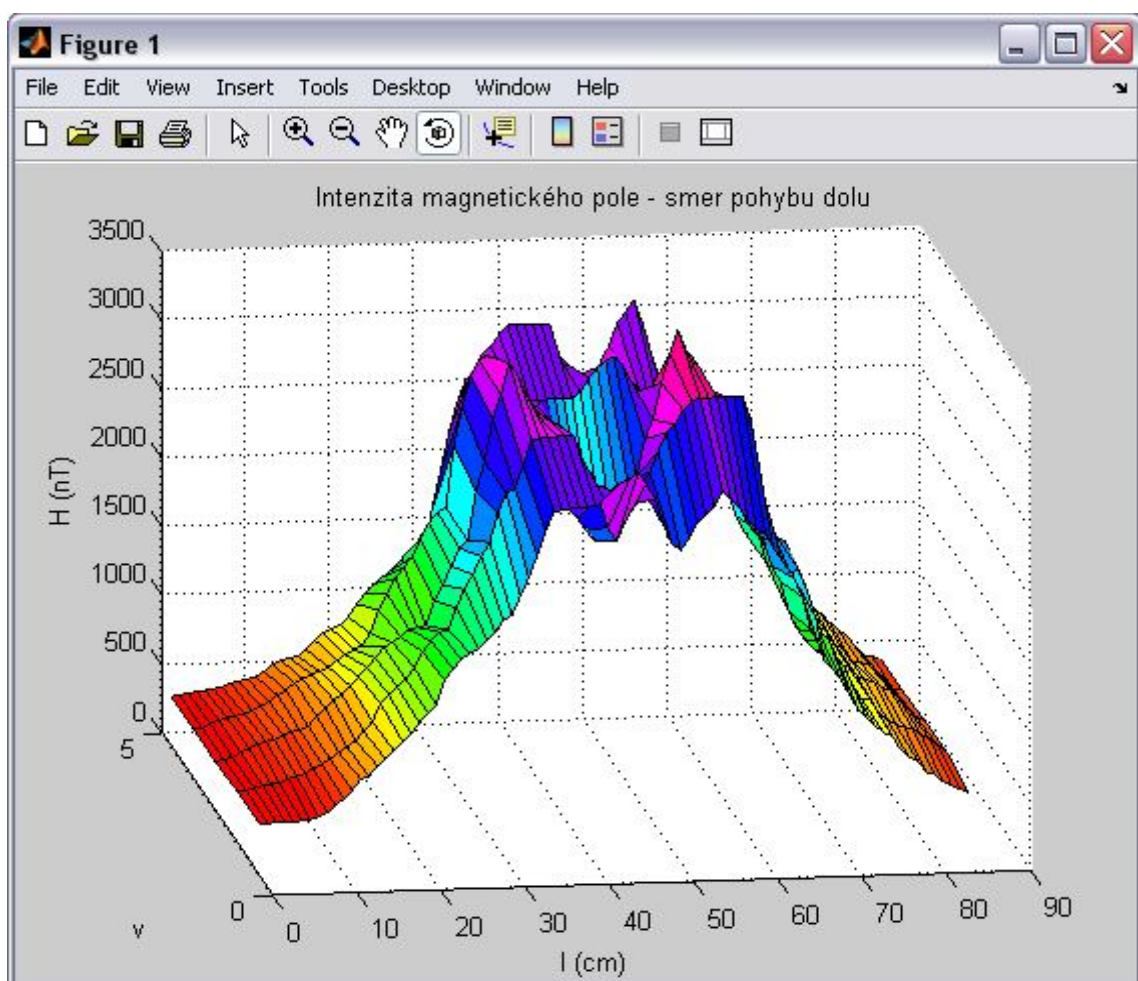 Figure 1
File Edit View Insert Tools Desktop Window Help
Intenzita magnetického pole - smer pohybu dolu
3500
3000
2500
2000
1500
1000
500
0
H (nT)
5
0
v
0 10 20 30 40 50 60 70 80 90
l (cm)